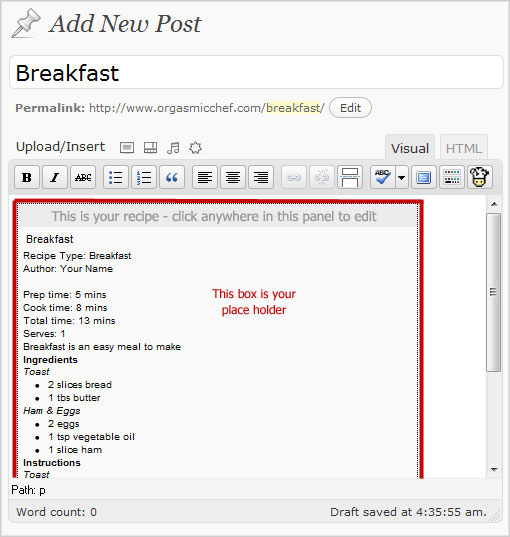 Add New Post
Breakfast
Permalink: http://www.orgasmicchef.com/breakfast/ Edit
Upload/Insert Visual HTML
B I ABC ABC
This is your recipe - click anywhere in this panel to edit
Breakfast
Recipe Type: Breakfast
Author: Your Name
This box is your
place holder
Prep time: 5 mins
Cook time: 8 mins
Total time: 13 mins
Serves: 1
Breakfast is an easy meal to make
Ingredients
Toast
2 slices bread
1 tbs butter
Ham & Eggs
2 eggs
1 tsp vegetable oil
1 slice ham
Instructions
Toast
Path: p
Word count: 0 Draft saved at 4:35:55 am.